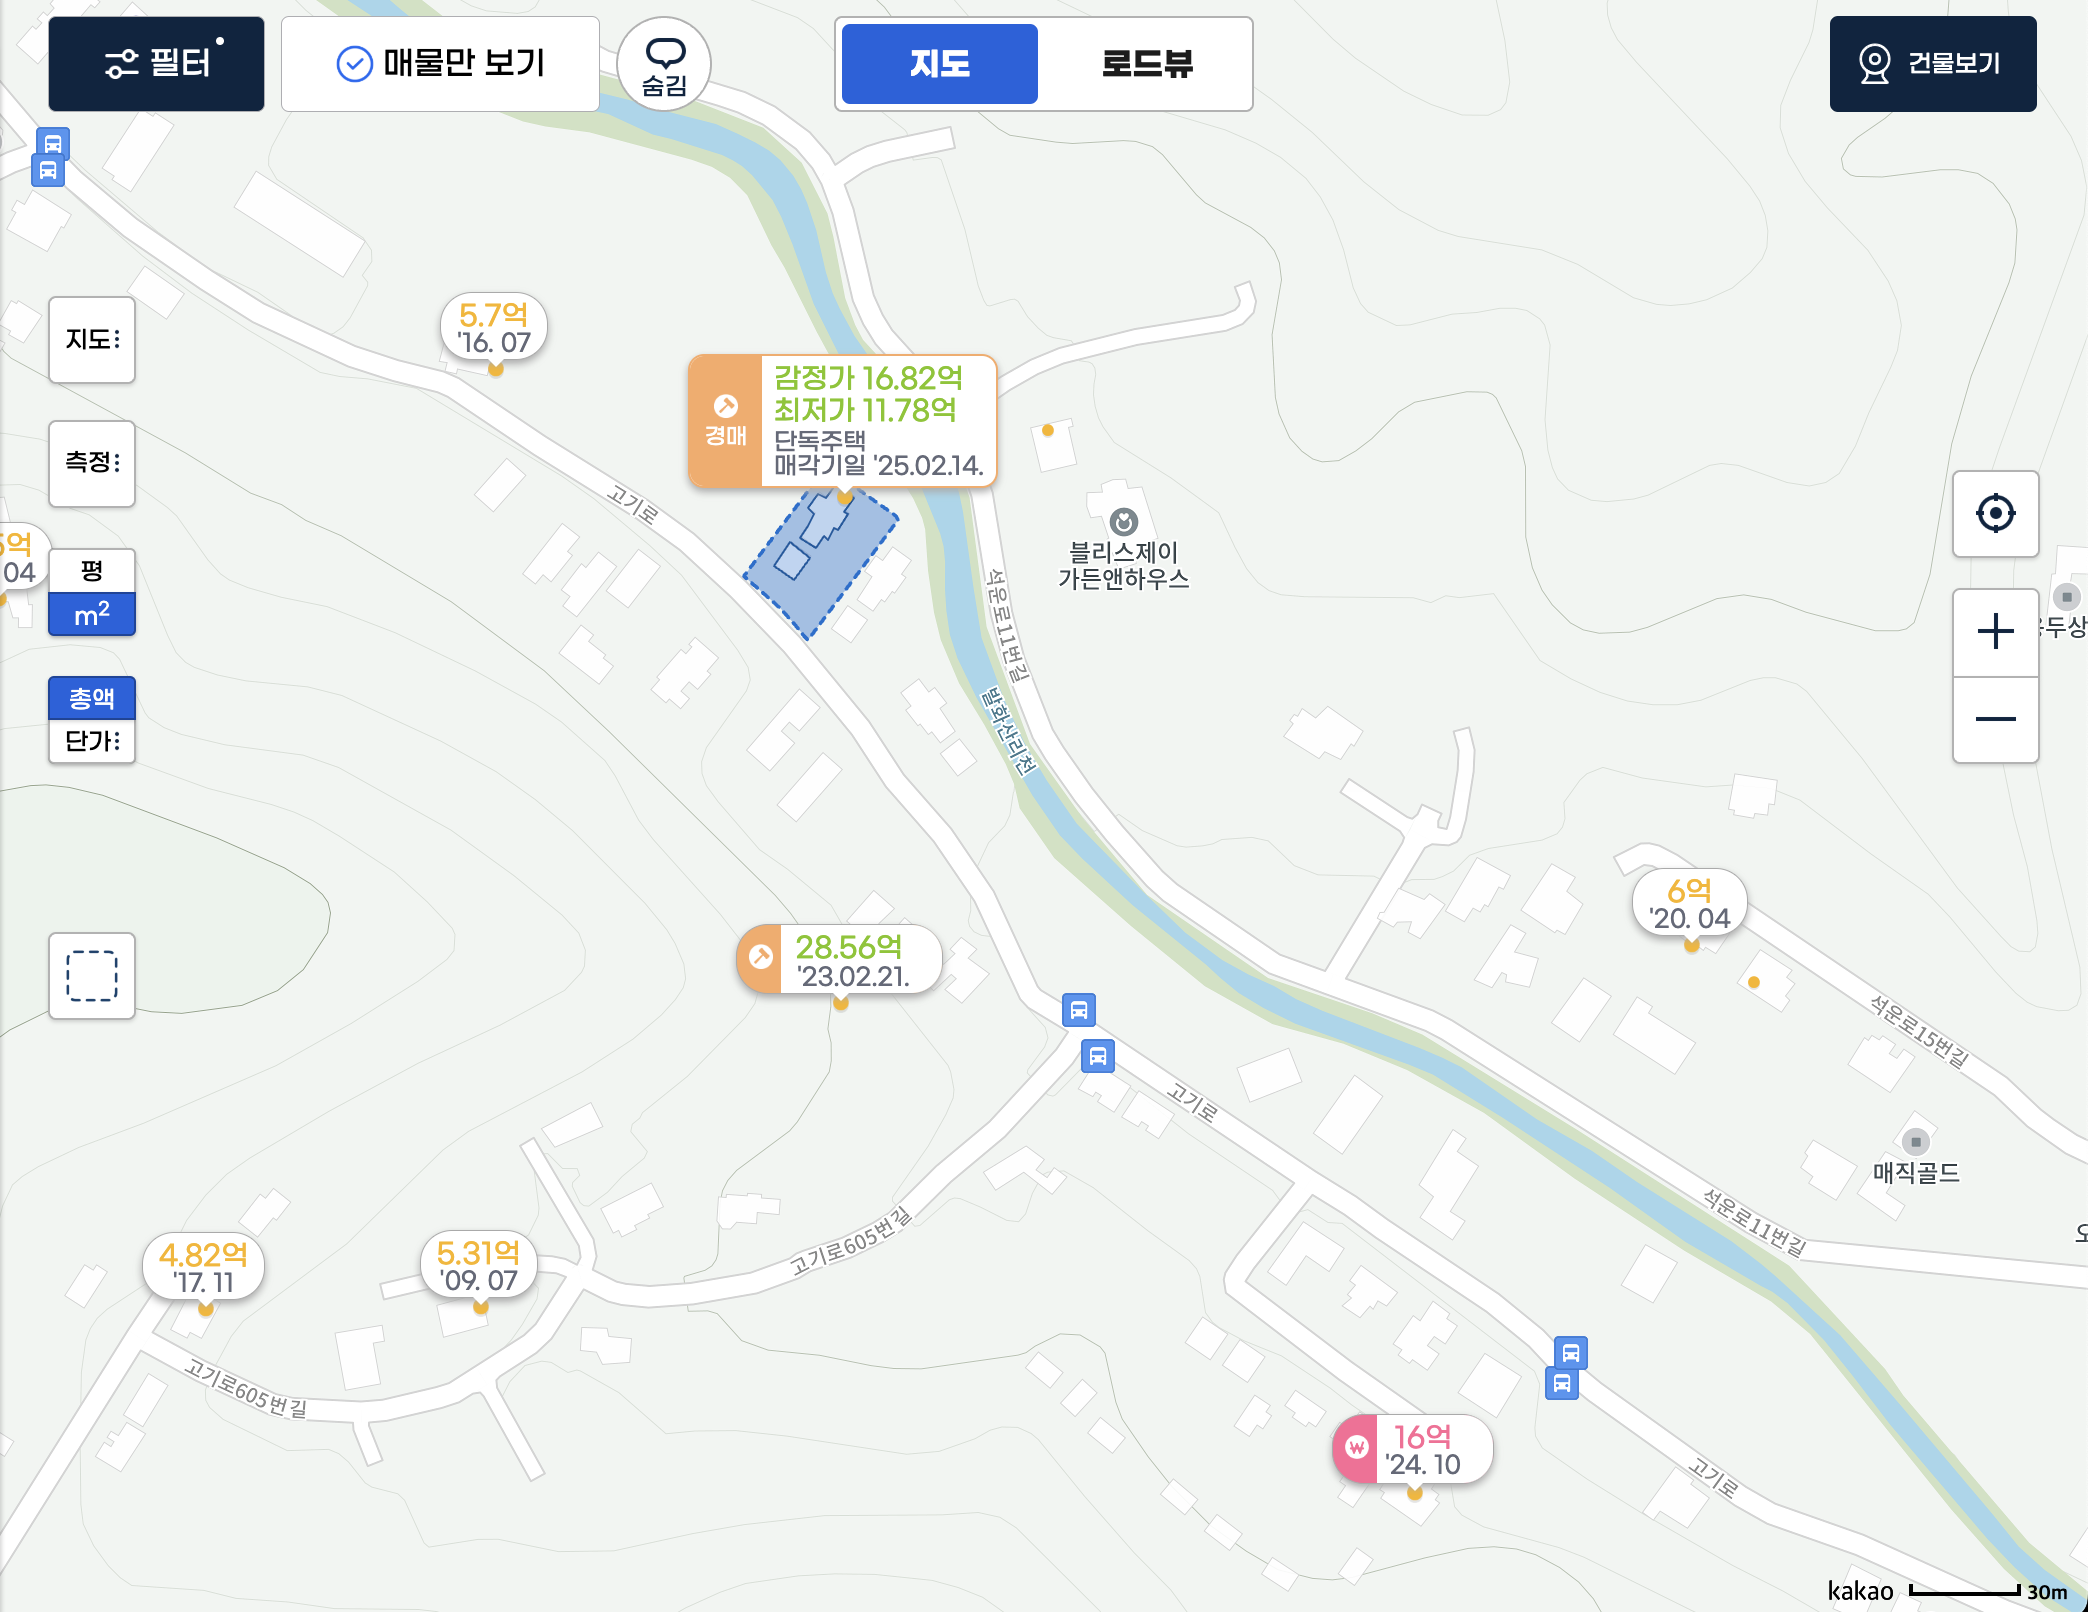 필터
매물만 보기
숨김
지도
로드뷰
건물보기
지도
측정
평
m²
총액
단가
5.7억
'16. 07
경매
감정가 16.82억
최저가 11.78억
단독주택
매각기일 '25.02.14.
고기로
블리스제이
가든앤하우스
석운로11번길
발화산리천
5억
04
두상
6억
'20. 04
28.56억
'23.02.21.
석운로15번길
고기로
매직골드
석운로11번길
오
고기로605번길
4.82억
'17. 11
5.31억
'09. 07
고기로605번길
16억
'24. 10
고기로
kakao
30m